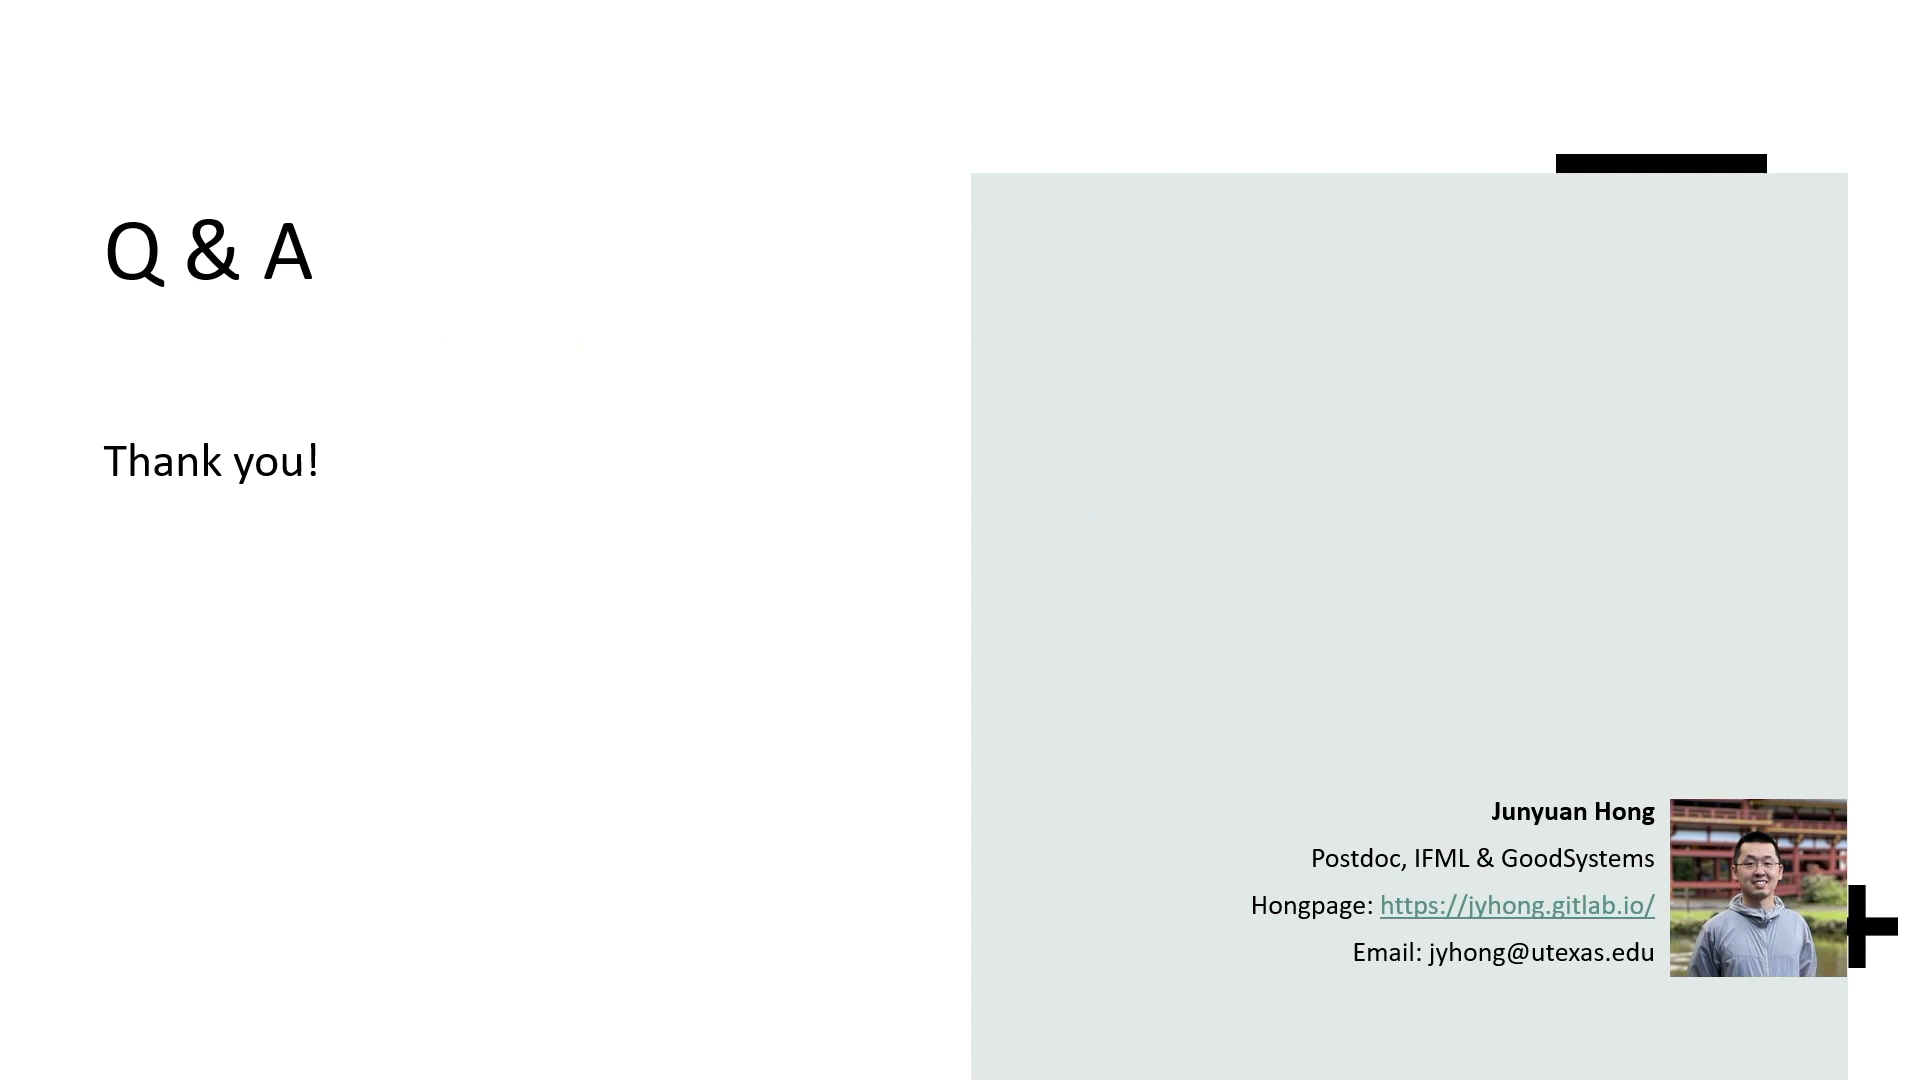 Q & A
Thank you!
Junyuan Hong
Postdoc, IFML & GoodSystems
Hongpage: https://jyhong.gitlab.io/
Email: jyhong@utexas.edu